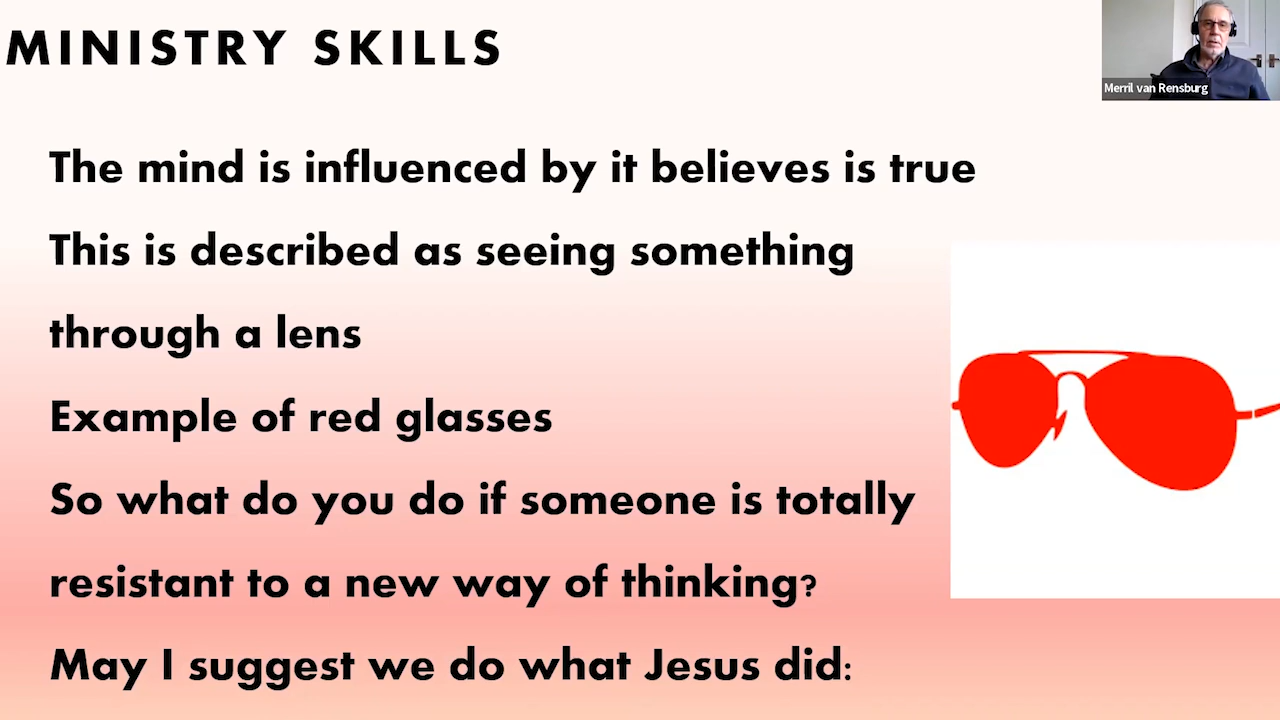 MINISTRY SKILLS
Merril van Rensburg
The mind is influenced by it believes is true
This is described as seeing something
through a lens
Example of red glasses
So what do you do if someone is totally
resistant to a new way of thinking?
May I suggest we do what Jesus did: